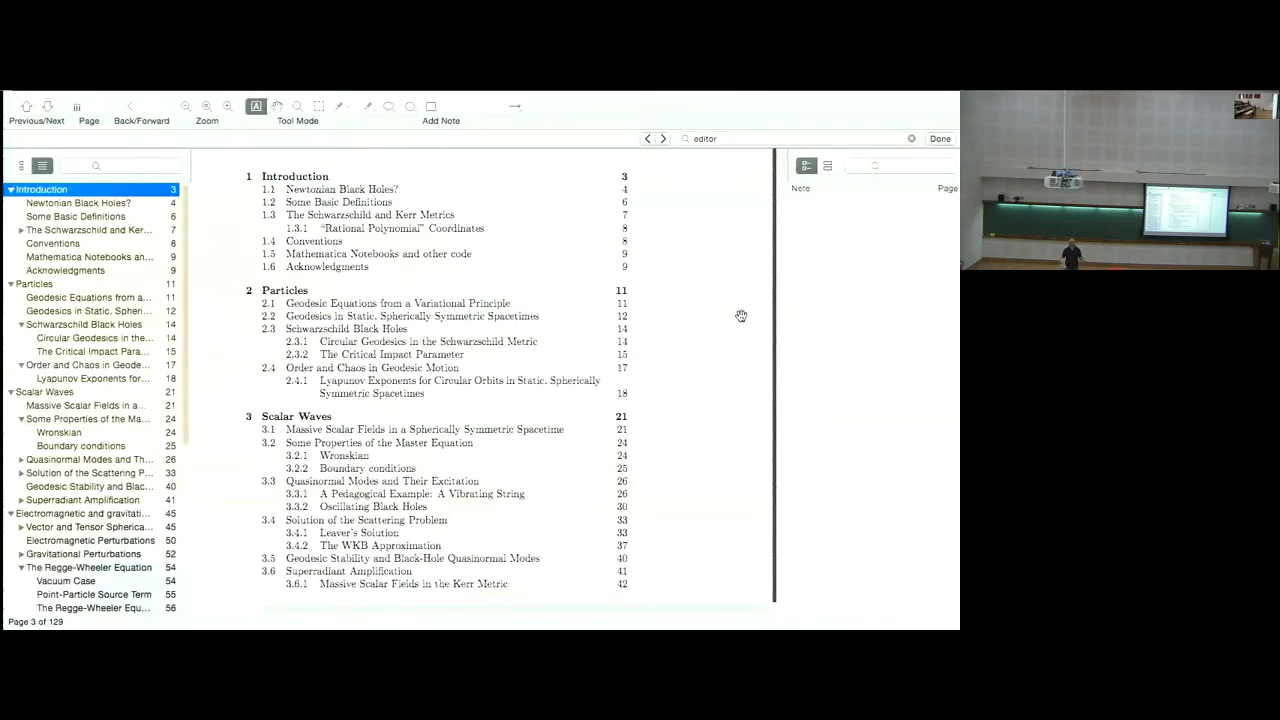 Previous/Next
Page
Back/Forward
Zoom
Tool Mode
Add Note
editor
Done
Note
Page
Introduction 3
Newtonian Black Holes? 4
Some Basic Definitions 6
The Schwarzschild and Ker... 7
Conventions 8
Mathematica Notebooks an... 9
Acknowledgments 9
Particles 11
Geodesic Equations from a... 11
Geodesics in Static, Spheri... 12
Schwarzschild Black Holes 14
Circular Geodesics in the... 14
The Critical Impact Para... 15
Order and Chaos in Geode... 17
Lyapunov Exponents for... 18
Scalar Waves 21
Massive Scalar Fields in a... 21
Some Properties of the Ma... 24
Wronskian 24
Boundary conditions 25
Quasinormal Modes and Th... 26
Solution of the Scattering P... 33
Geodesic Stability and Blac... 40
Superradiant Amplification 41
Electromagnetic and gravitati... 45
Vector and Tensor Spherica... 45
Electromagnetic Perturbations 50
Gravitational Perturbations 52
The Regge-Wheeler Equation 54
Vacuum Case 54
Point-Particle Source Term 55
The Regge-Wheeler Equ... 56
Page 3 of 129
1 Introduction 3
1.1 Newtonian Black Holes? 4
1.2 Some Basic Definitions 6
1.3 The Schwarzschild and Kerr Metrics 7
1.3.1 “Rational Polynomial” Coordinates 8
1.4 Conventions 8
1.5 Mathematica Notebooks and other code 9
1.6 Acknowledgments 9
2 Particles 11
2.1 Geodesic Equations from a Variational Principle 11
2.2 Geodesics in Static, Spherically Symmetric Spacetimes 12
2.3 Schwarzschild Black Holes 14
2.3.1 Circular Geodesics in the Schwarzschild Metric 14
2.3.2 The Critical Impact Parameter 15
2.4 Order and Chaos in Geodesic Motion 17
2.4.1 Lyapunov Exponents for Circular Orbits in Static, Spherically
Symmetric Spacetimes 18
3 Scalar Waves 21
3.1 Massive Scalar Fields in a Spherically Symmetric Spacetime 21
3.2 Some Properties of the Master Equation 24
3.2.1 Wronskian 24
3.2.2 Boundary conditions 25
3.3 Quasinormal Modes and Their Excitation 26
3.3.1 A Pedagogical Example: A Vibrating String 26
3.3.2 Oscillating Black Holes 30
3.4 Solution of the Scattering Problem 33
3.4.1 Leaver's Solution 33
3.4.2 The WKB Approximation 37
3.5 Geodesic Stability and Black-Hole Quasinormal Modes 40
3.6 Superradiant Amplification 41
3.6.1 Massive Scalar Fields in the Kerr Metric 42